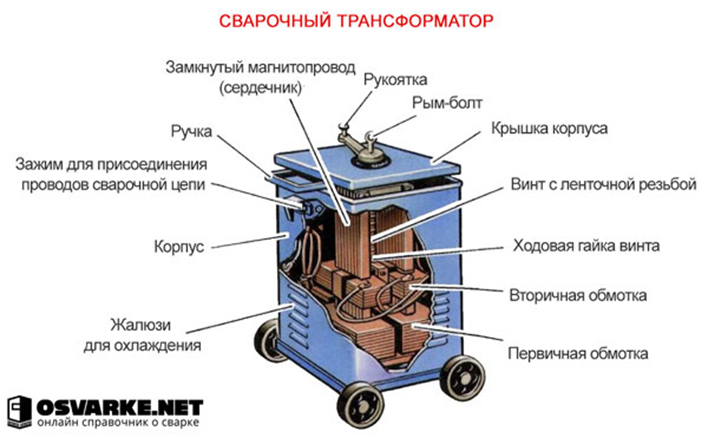 СВАРОЧНЫЙ ТРАНСФОРМАТОР
Замкнутый магнитопровод
(сердечник)
Рукоятка
Рым-болт
Ручка
Крышка корпуса
Зажим для присоединения
проводов сварочной цепи
Винт с ленточной резьбой
Корпус
Ходовая гайка винта
Вторичная обмотка
Жалюзи
для охлаждения
Первичная обмотка
OSVARKE.NET
онлайн справочник о сварке